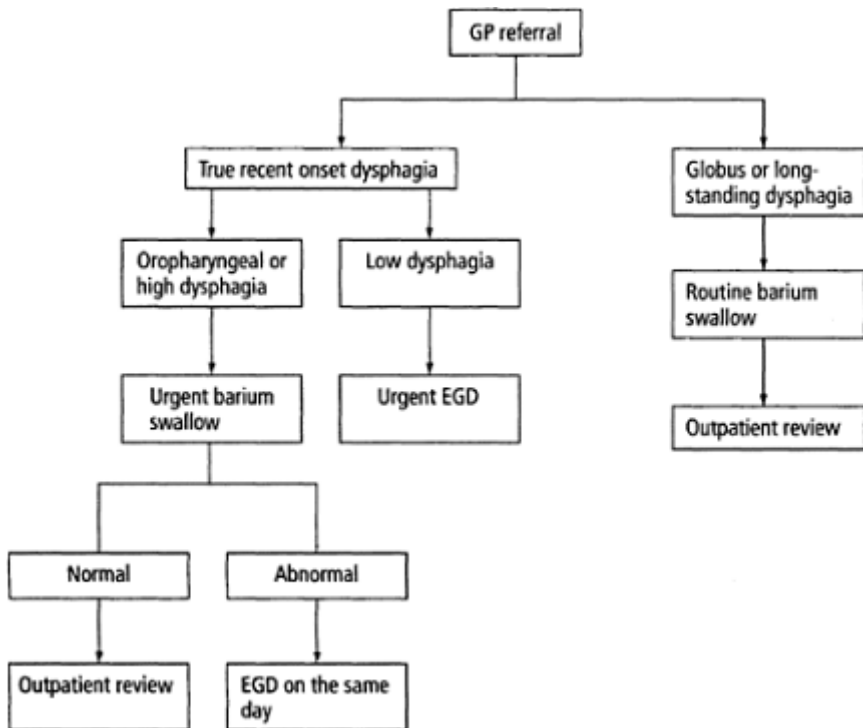 GP referral
True recent onset dysphagia
Globus or long-
standing dysphagia
Oropharyngeal or
high dysphagia
Low dysphagia
Routine barium
swallow
Urgent barium
swallow
Urgent EGD
Outpatient review
Normal
Abnormal
Outpatient review
EGD on the same
day